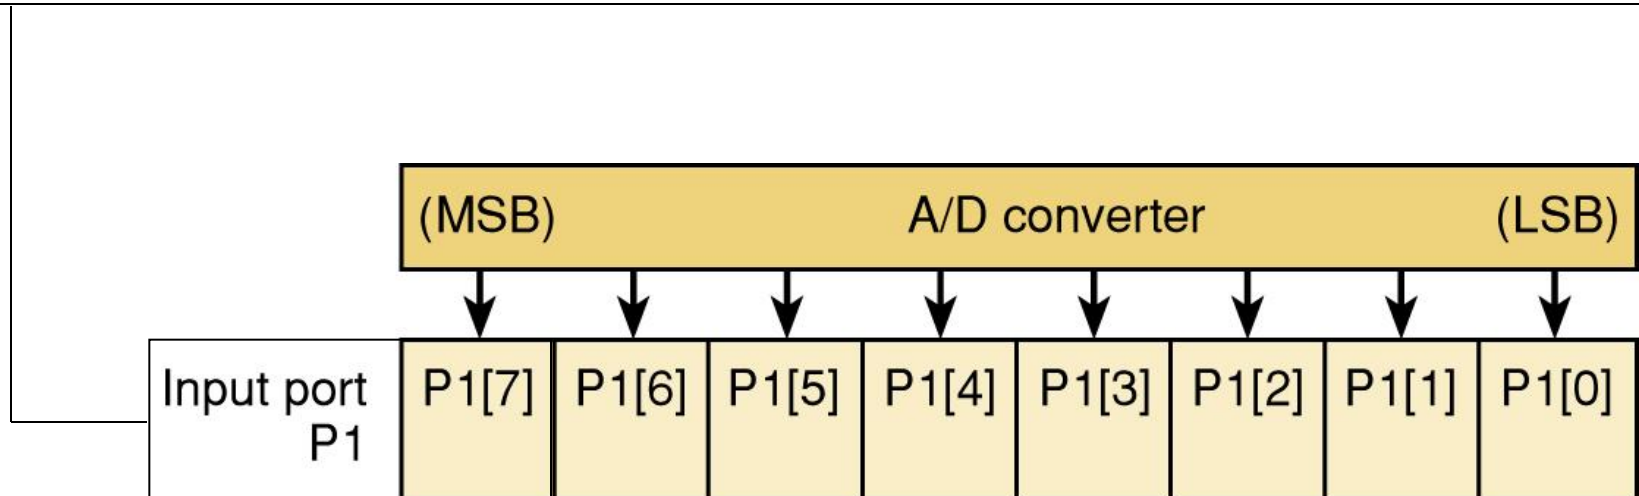 (MSB) A/D converter (LSB)
Input port P1[7] P1[6] P1[5] P1[4] P1[3] P1[2] P1[1] P1[0]
P1